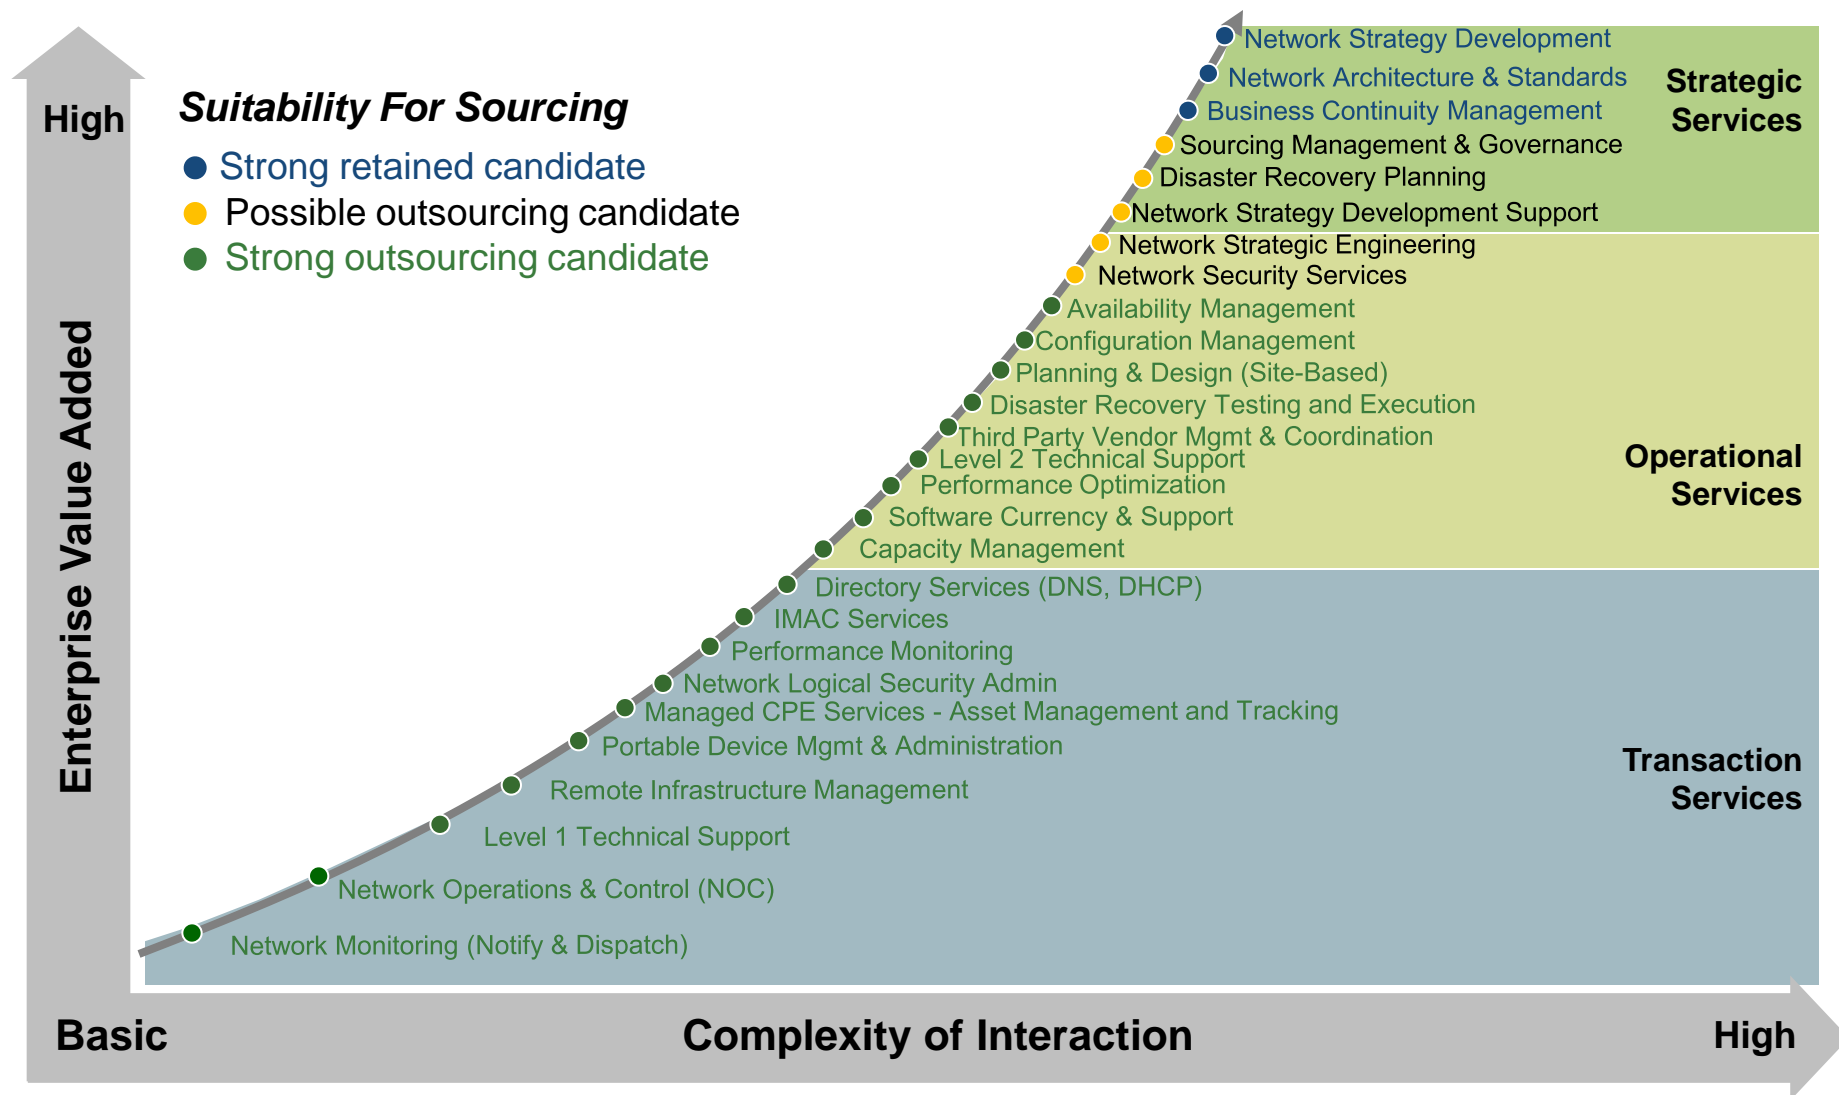 High
Suitability For Sourcing
Strong retained candidate
Possible outsourcing candidate
Strong outsourcing candidate
Enterprise Value Added
Network Strategy Development
Network Architecture & Standards
Business Continuity Management
Sourcing Management & Governance
Disaster Recovery Planning
Network Strategy Development Support
Strategic
Services
Network Strategic Engineering
Network Security Services
Availability Management
Configuration Management
Planning & Design (Site-Based)
Disaster Recovery Testing and Execution
Third Party Vendor Mgmt & Coordination
Level 2 Technical Support
Performance Optimization
Software Currency & Support
Capacity Management
Operational
Services
Directory Services (DNS, DHCP)
IMAC Services
Performance Monitoring
Network Logical Security Admin
Managed CPE Services - Asset Management and Tracking
Portable Device Mgmt & Administration
Remote Infrastructure Management
Level 1 Technical Support
Network Operations & Control (NOC)
Network Monitoring (Notify & Dispatch)
Transaction
Services
Basic
Complexity of Interaction
High